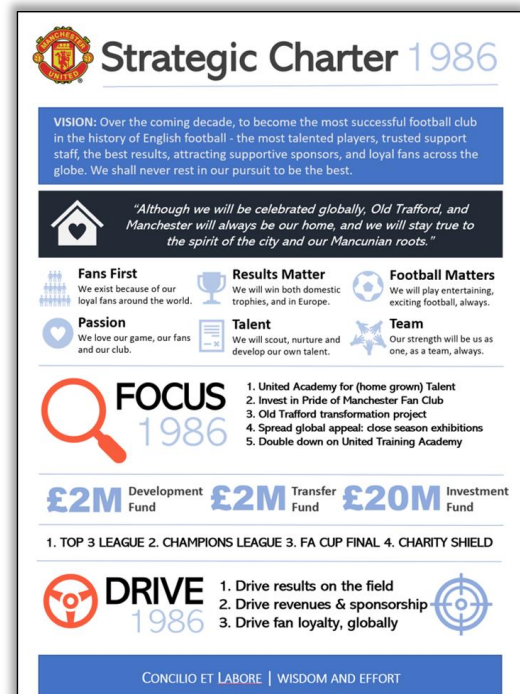 MANCHESTER
UNITED
Strategic Charter 1986
VISION: Over the coming decade, to become the most successful football club
in the history of English football - the most talented players, trusted support
staff, the best results, attracting supportive sponsors, and loyal fans across the
globe. We shall never rest in our pursuit to be the best.
“Although we will be celebrated globally, Old Trafford, and
Manchester will always be our home, and we will stay true to
the spirit of the city and our Mancunian roots.”
Fans First
We exist because of our
loyal fans around the world.
Results Matter
We will win both domestic
trophies, and in Europe.
Football Matters
We will play entertaining,
exciting football, always.
Passion
We love our game, our fans
and our club.
Talent
We will scout, nurture and
develop our own talent.
Team
Our strength will be us as
one, as a team, always.
FOCUS
1986
1. United Academy for (home grown) Talent
2. Invest in Pride of Manchester Fan Club
3. Old Trafford transformation project
4. Spread global appeal: close season exhibitions
5. Double down on United Training Academy
£2M Development
Fund
£2M Transfer
Fund
£20M Investment
Fund
1. TOP 3 LEAGUE 2. CHAMPIONS LEAGUE 3. FA CUP FINAL 4. CHARITY SHIELD
DRIVE
1986
1. Drive results on the field
2. Drive revenues & sponsorship
3. Drive fan loyalty, globally
CONCILIO ET LABORE | WISDOM AND EFFORT